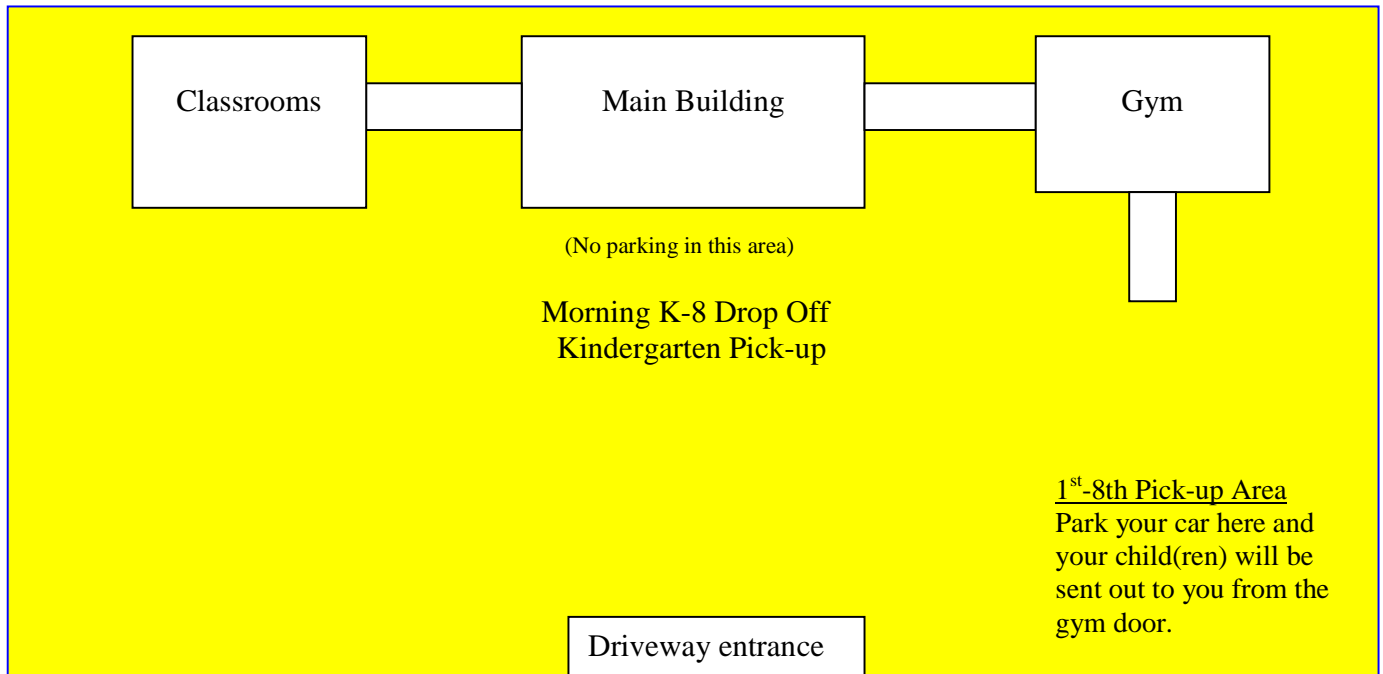 Classrooms
Main Building
Gym
(No parking in this area)
Morning K-8 Drop Off
Kindergarten Pick-up
1st-8th Pick-up Area
Park your car here and
your child(ren) will be
sent out to you from the
gym door.
Driveway entrance